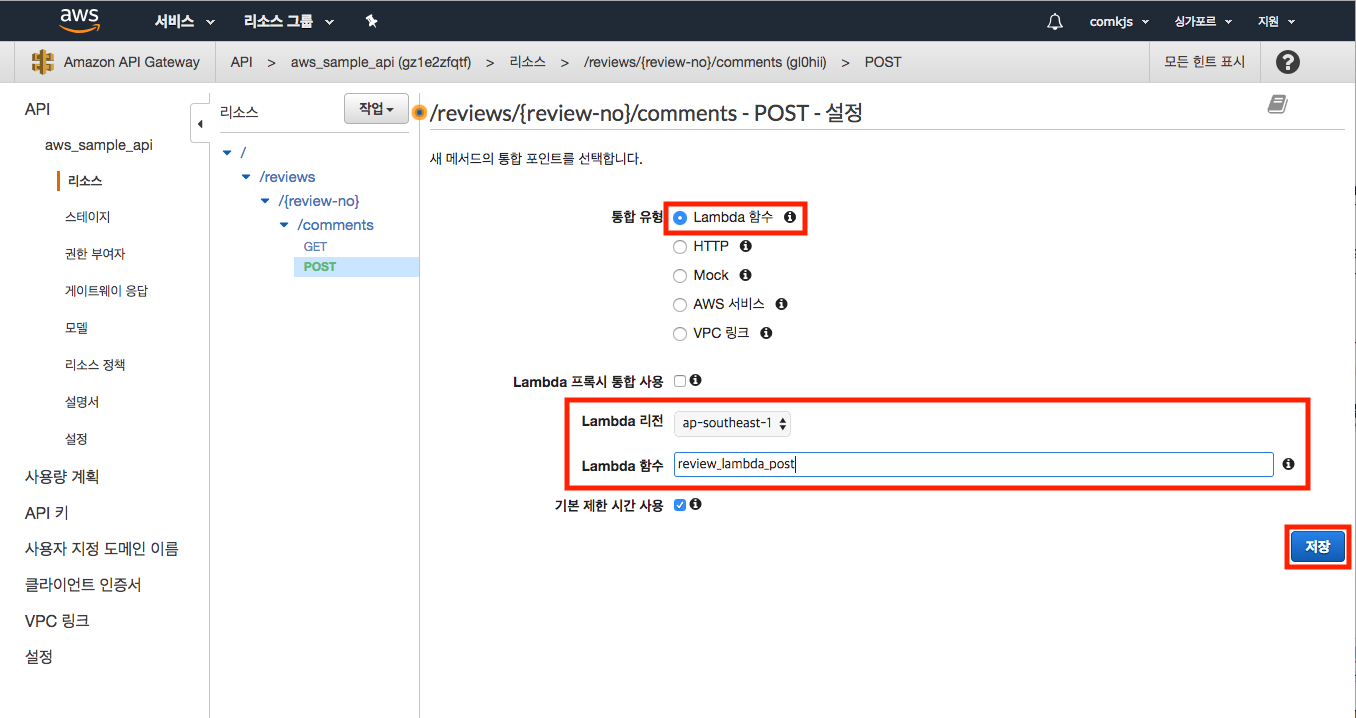 aws 서비스 리소스 그룹 comkjs 싱가포르 지원
Amazon API Gateway API > aws_sample_api (gz1e2zfqtf) > 리소스 > /reviews/{review-no}/comments (gl0hii) > POST 모든 힌트 표시 ?
API
aws_sample_api
리소스
스테이지
권한 부여자
게이트웨이 응답
모델
리소스 정책
설명서
설정
사용량 계획
API 키
사용자 지정 도메인 이름
클라이언트 인증서
VPC 링크
설정
리소스 작업
/
/reviews
/{review-no}
/comments
GET
POST
/reviews/{review-no}/comments - POST - 설정
새 메서드의 통합 포인트를 선택합니다.
통합 유형 Lambda 함수
HTTP
Mock
AWS 서비스
VPC 링크
Lambda 프록시 통합 사용
Lambda 리전 ap-southeast-1
Lambda 함수 review_lambda_post
기본 제한 시간 사용
저장